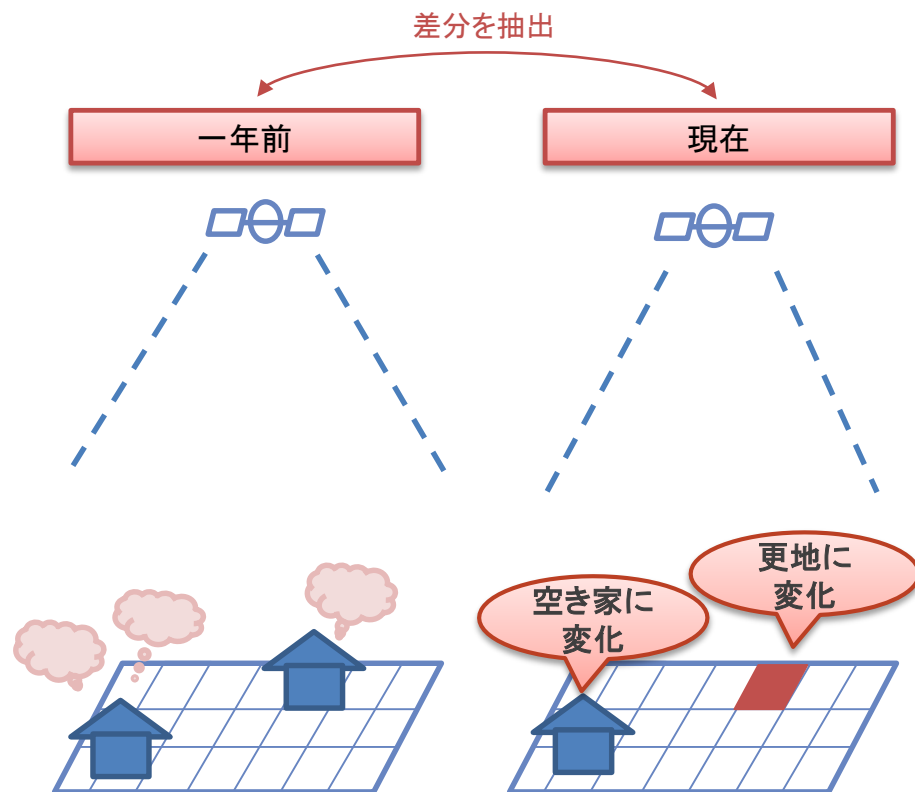 差分を抽出
一年前
現在
更地に
変化
空き家に
変化